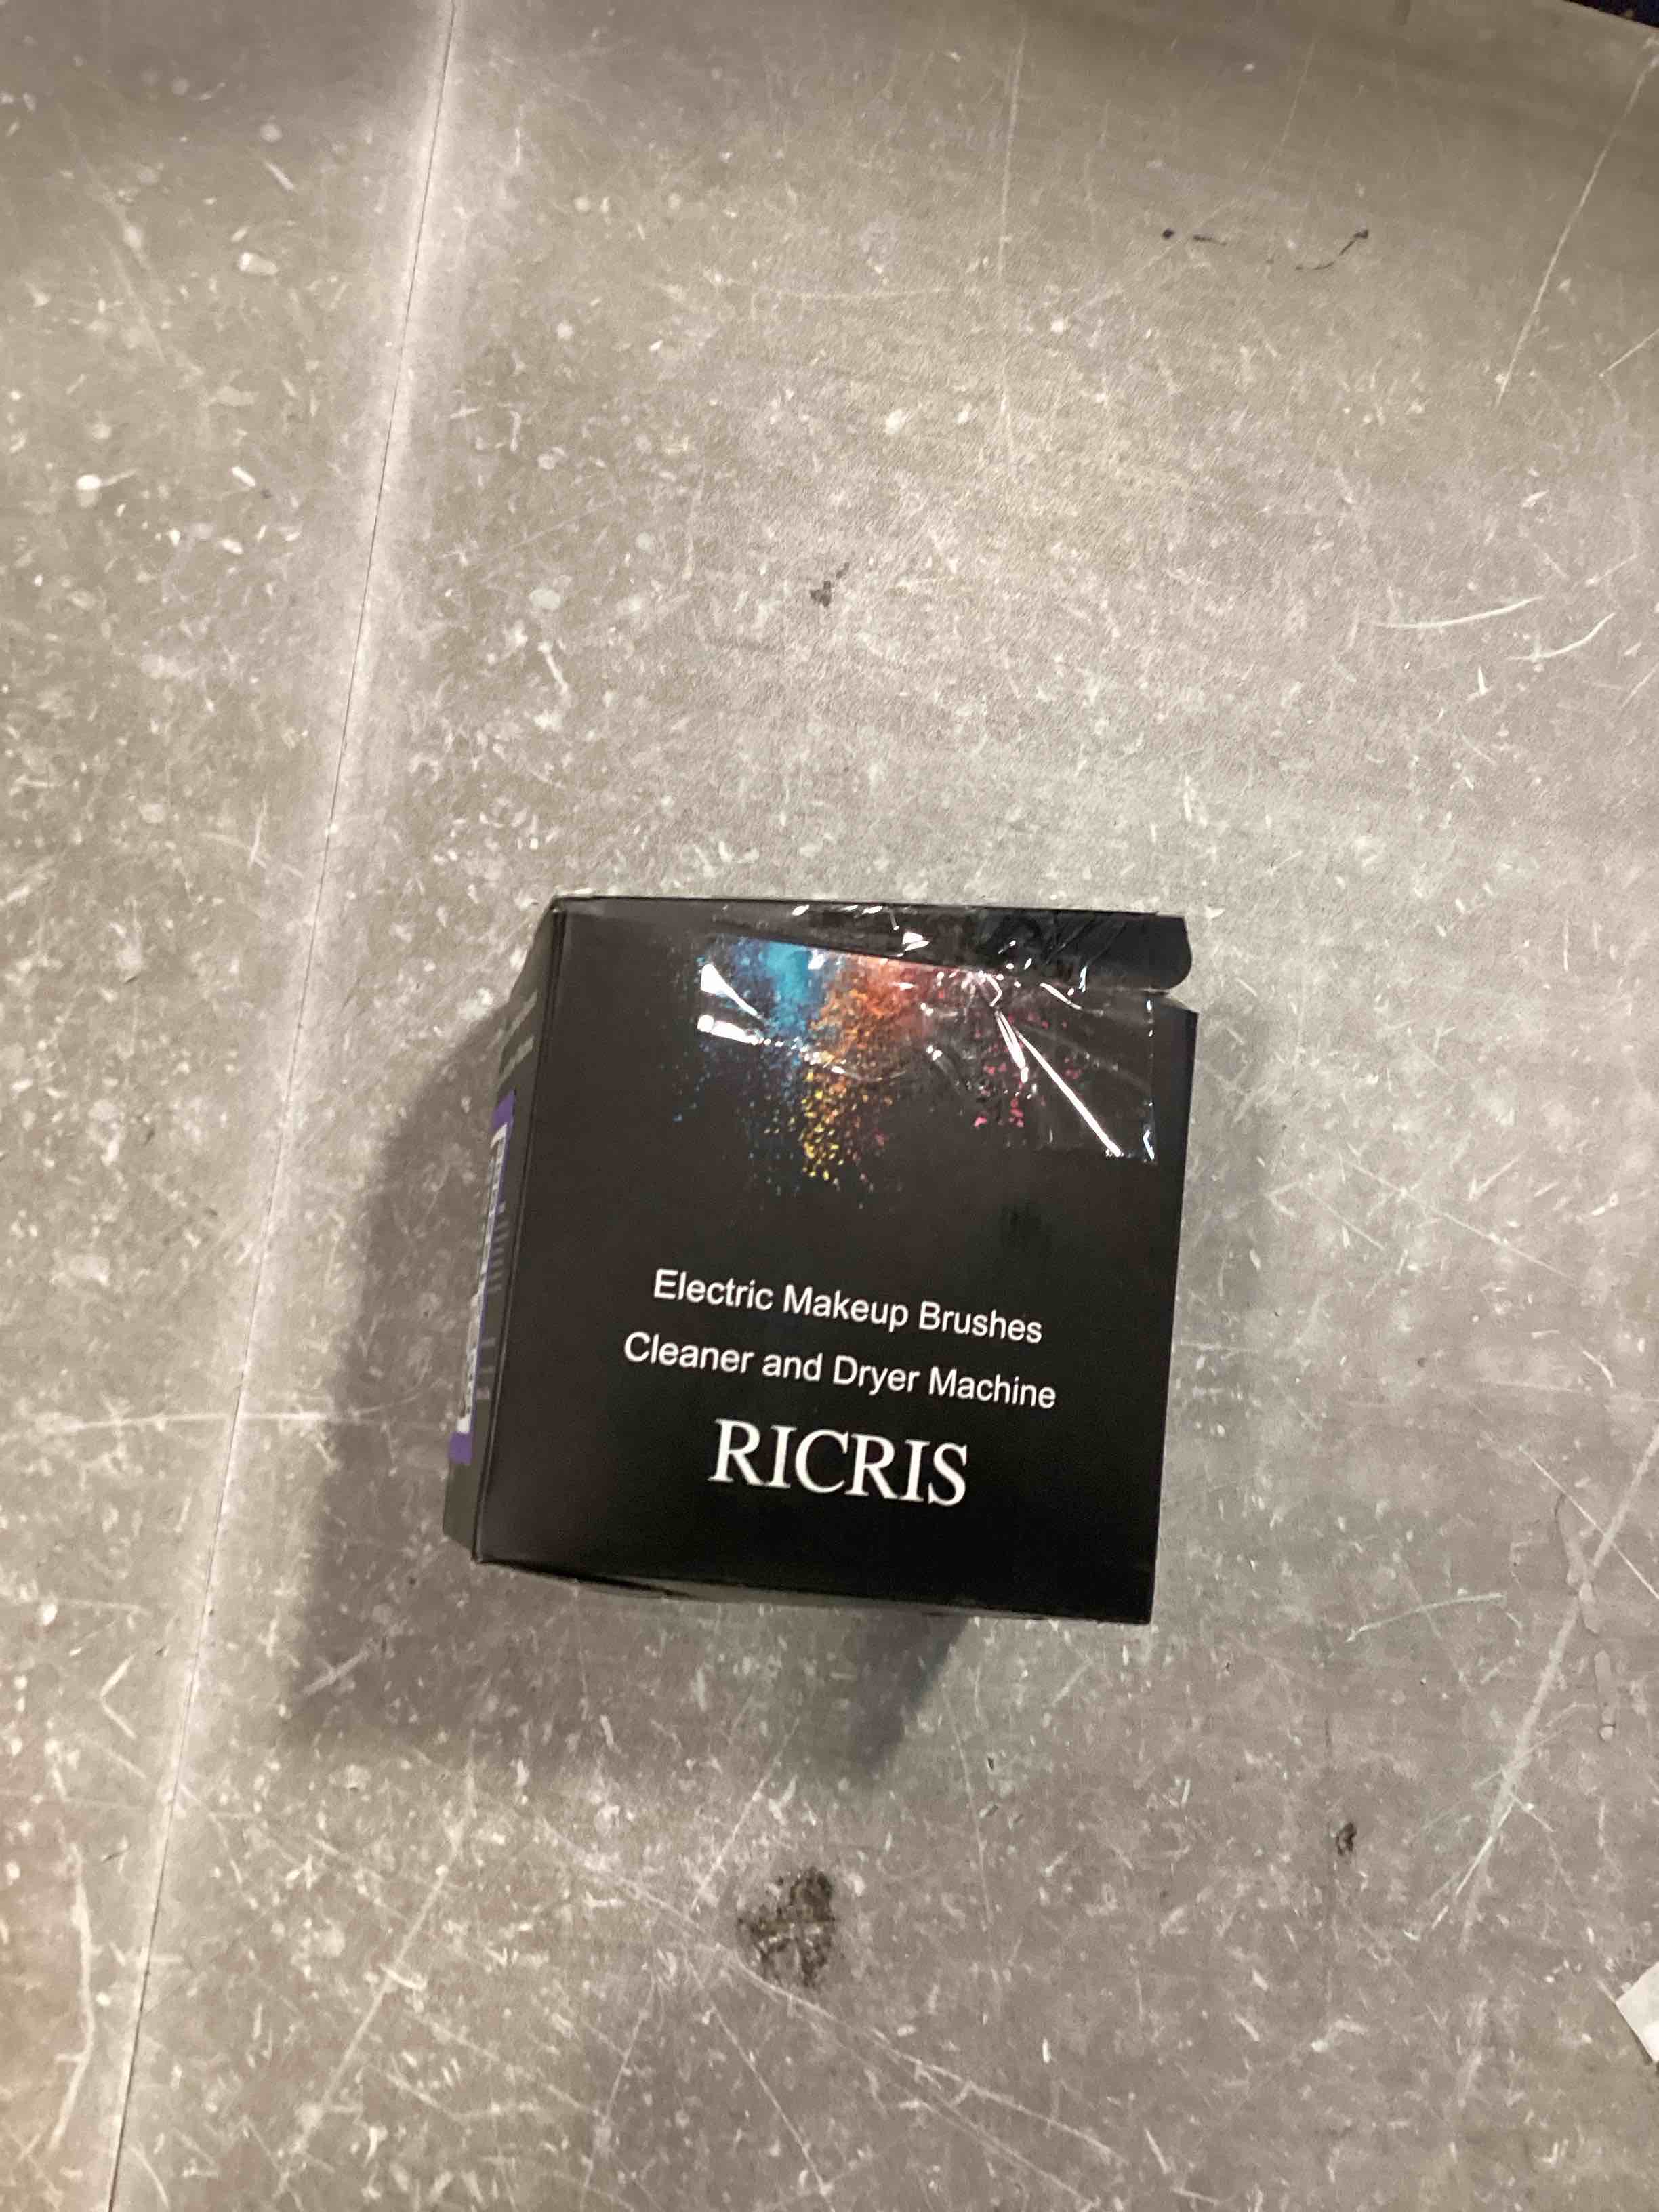 Electric Makeup Brushes
Cleaner and Dryer Machine
RICRIS